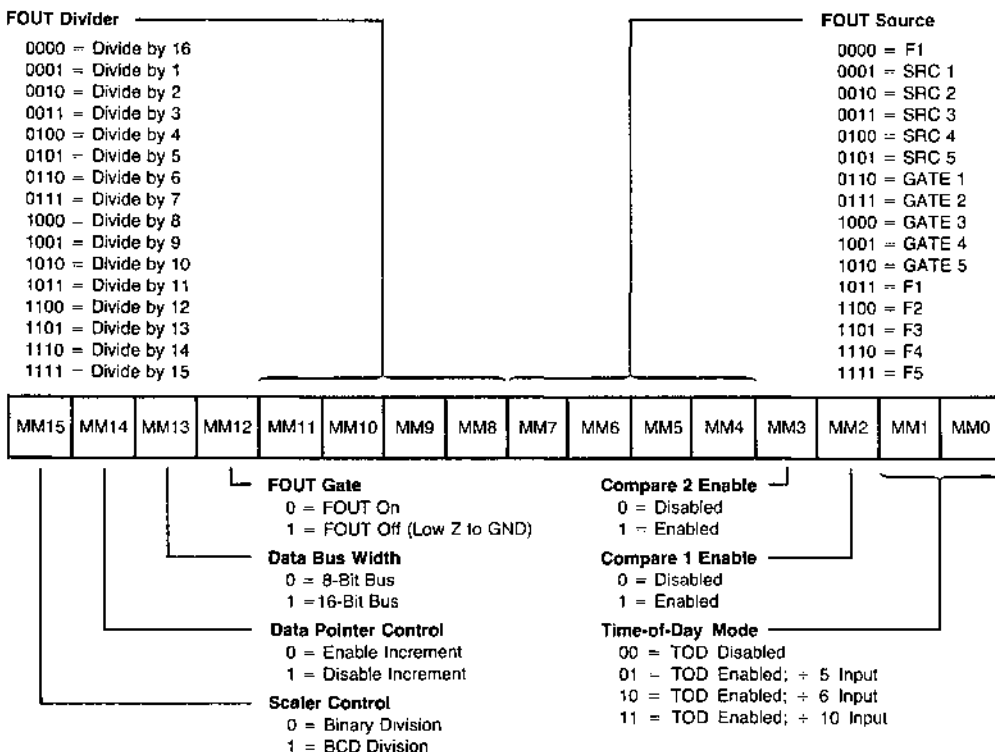 FOUT Divider
0000 = Divide by 16
0001 = Divide by 1
0010 = Divide by 2
0011 = Divide by 3
0100 = Divide by 4
0101 – Divide by 5
0110 = Divide by 6
0111 = Divide by 7
1000 – Divide by 8
1001 = Divide by 9
1010 = Divide by 10
1011 = Divide by 11
1100 = Divide by 12
1101 = Divide by 13
1110 = Divide by 14
1111 – Divide by 15
FOUT Source
0000 = F1
0001 = SRC 1
0010 = SRC 2
0011 = SRC 3
0100 = SRC 4
0101 = SRC 5
0110 = GATE 1
0111 = GATE 2
1000 = GATE 3
1001 = GATE 4
1010 = GATE 5
1011 = F1
1100 = F2
1101 = F3
1110 = F4
1111 = F5
MM15 MM14 MM13 MM12 MM11 MM10 MM9 MM8 MM7 MM6 MM5 MM4 MM3 MM2 MM1 MM0
FOUT Gate
0 = FOUT On
1 = FOUT Off (Low Z to GND)
Data Bus Width
0 = 8-Bit Bus
1 =16-Bit Bus
Data Pointer Control
0 = Enable Increment
1 = Disable Increment
Scaler Control
0 = Binary Division
1 = BCD Division
Compare 2 Enable
0 = Disabled
1 = Enabled
Compare 1 Enable
0 = Disabled
1 = Enabled
Time-of-Day Mode
00 = TOD Disabled
01 – TOD Enabled; ÷ 5 Input
10 = TOD Enabled; ÷ 6 Input
11 = TOD Enabled; ÷ 10 Input